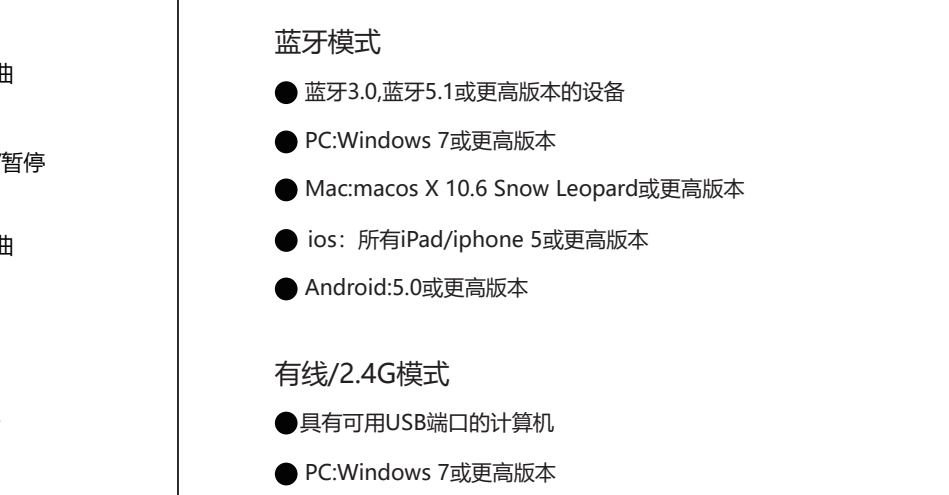 曲
/暂停
曲
蓝牙模式
● 蓝牙3.0,蓝牙5.1或更高版本的设备
● PC:Windows 7或更高版本
● Mac:macos X 10.6 Snow Leopard或更高版本
● ios：所有iPad/iphone 5或更高版本
● Android:5.0或更高版本
有线/2.4G模式
●具有可用USB端口的计算机
● PC:Windows 7或更高版本